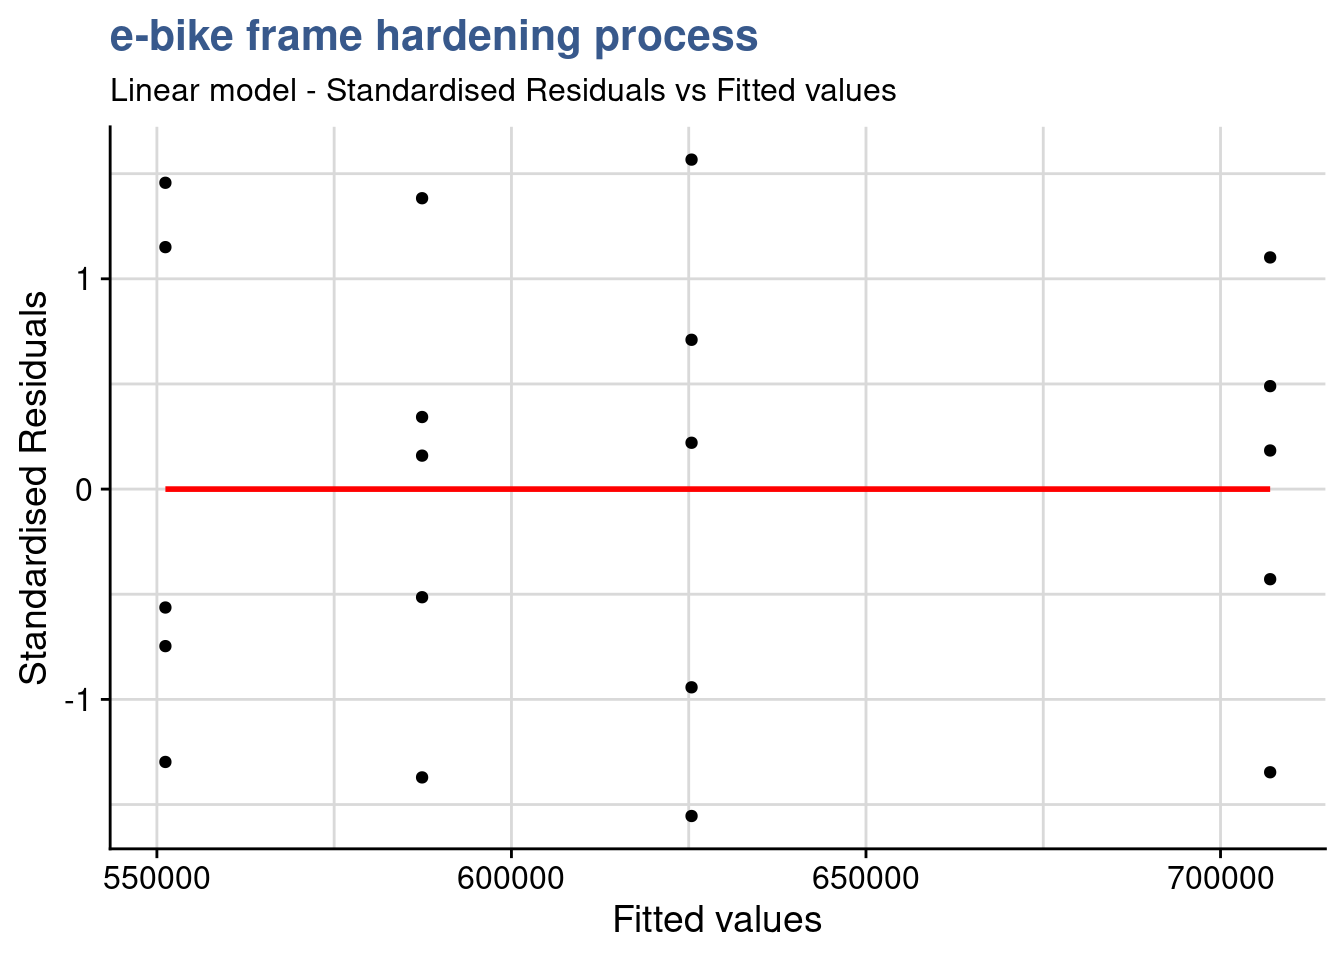 e-bike frame hardening process
Linear model - Standardised Residuals vs Fitted values
Standardised Residuals
1
0
-1
550000 600000 650000 700000
Fitted values